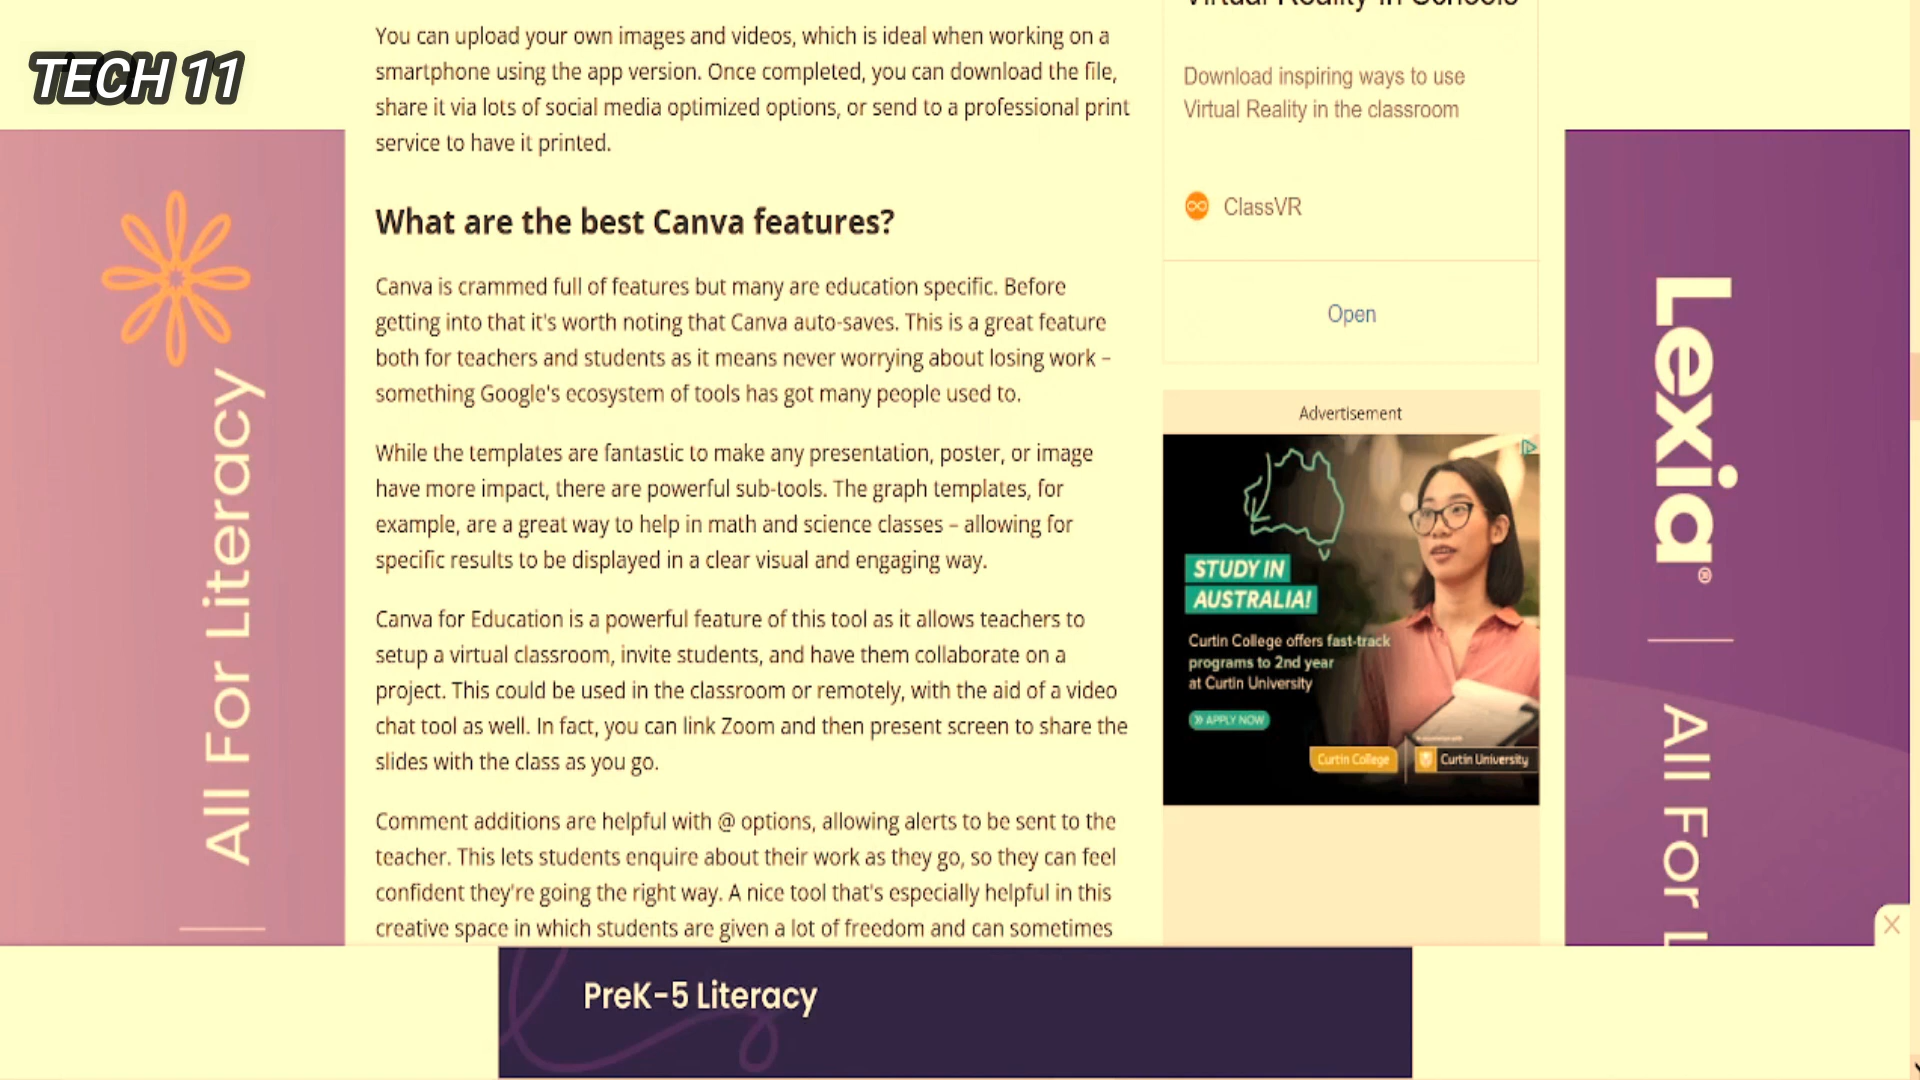 TECH 11
You can upload your own images and videos, which is ideal when working on a
smartphone using the app version. Once completed, you can download the file,
share it via lots of social media optimized options, or send to a professional print
service to have it printed.
What are the best Canva features?
Canva is crammed full of features but many are education specific. Before
getting into that it's worth noting that Canva auto-saves. This is a great feature
both for teachers and students as it means never worrying about losing work –
something Google's ecosystem of tools has got many people used to.
While the templates are fantastic to make any presentation, poster, or image
have more impact, there are powerful sub-tools. The graph templates, for
example, are a great way to help in math and science classes – allowing for
specific results to be displayed in a clear visual and engaging way.
Canva for Education is a powerful feature of this tool as it allows teachers to
setup a virtual classroom, invite students, and have them collaborate on a
project. This could be used in the classroom or remotely, with the aid of a video
chat tool as well. In fact, you can link Zoom and then present screen to share the
slides with the class as you go.
Comment additions are helpful with @ options, allowing alerts to be sent to the
teacher. This lets students enquire about their work as they go, so they can feel
confident they're going the right way. A nice tool that's especially helpful in this
creative space in which students are given a lot of freedom and can sometimes
All For Literacy
Virtual Reality in Schools
Download inspiring ways to use
Virtual Reality in the classroom
ClassVR
Open
Advertisement
STUDY IN
AUSTRALIA!
Curtin College offers fast-track
programs to 2nd year
at Curtin University
» APPLY NOW
Curtin College
Curtin University
Lexia®
All For L
PreK-5 Literacy